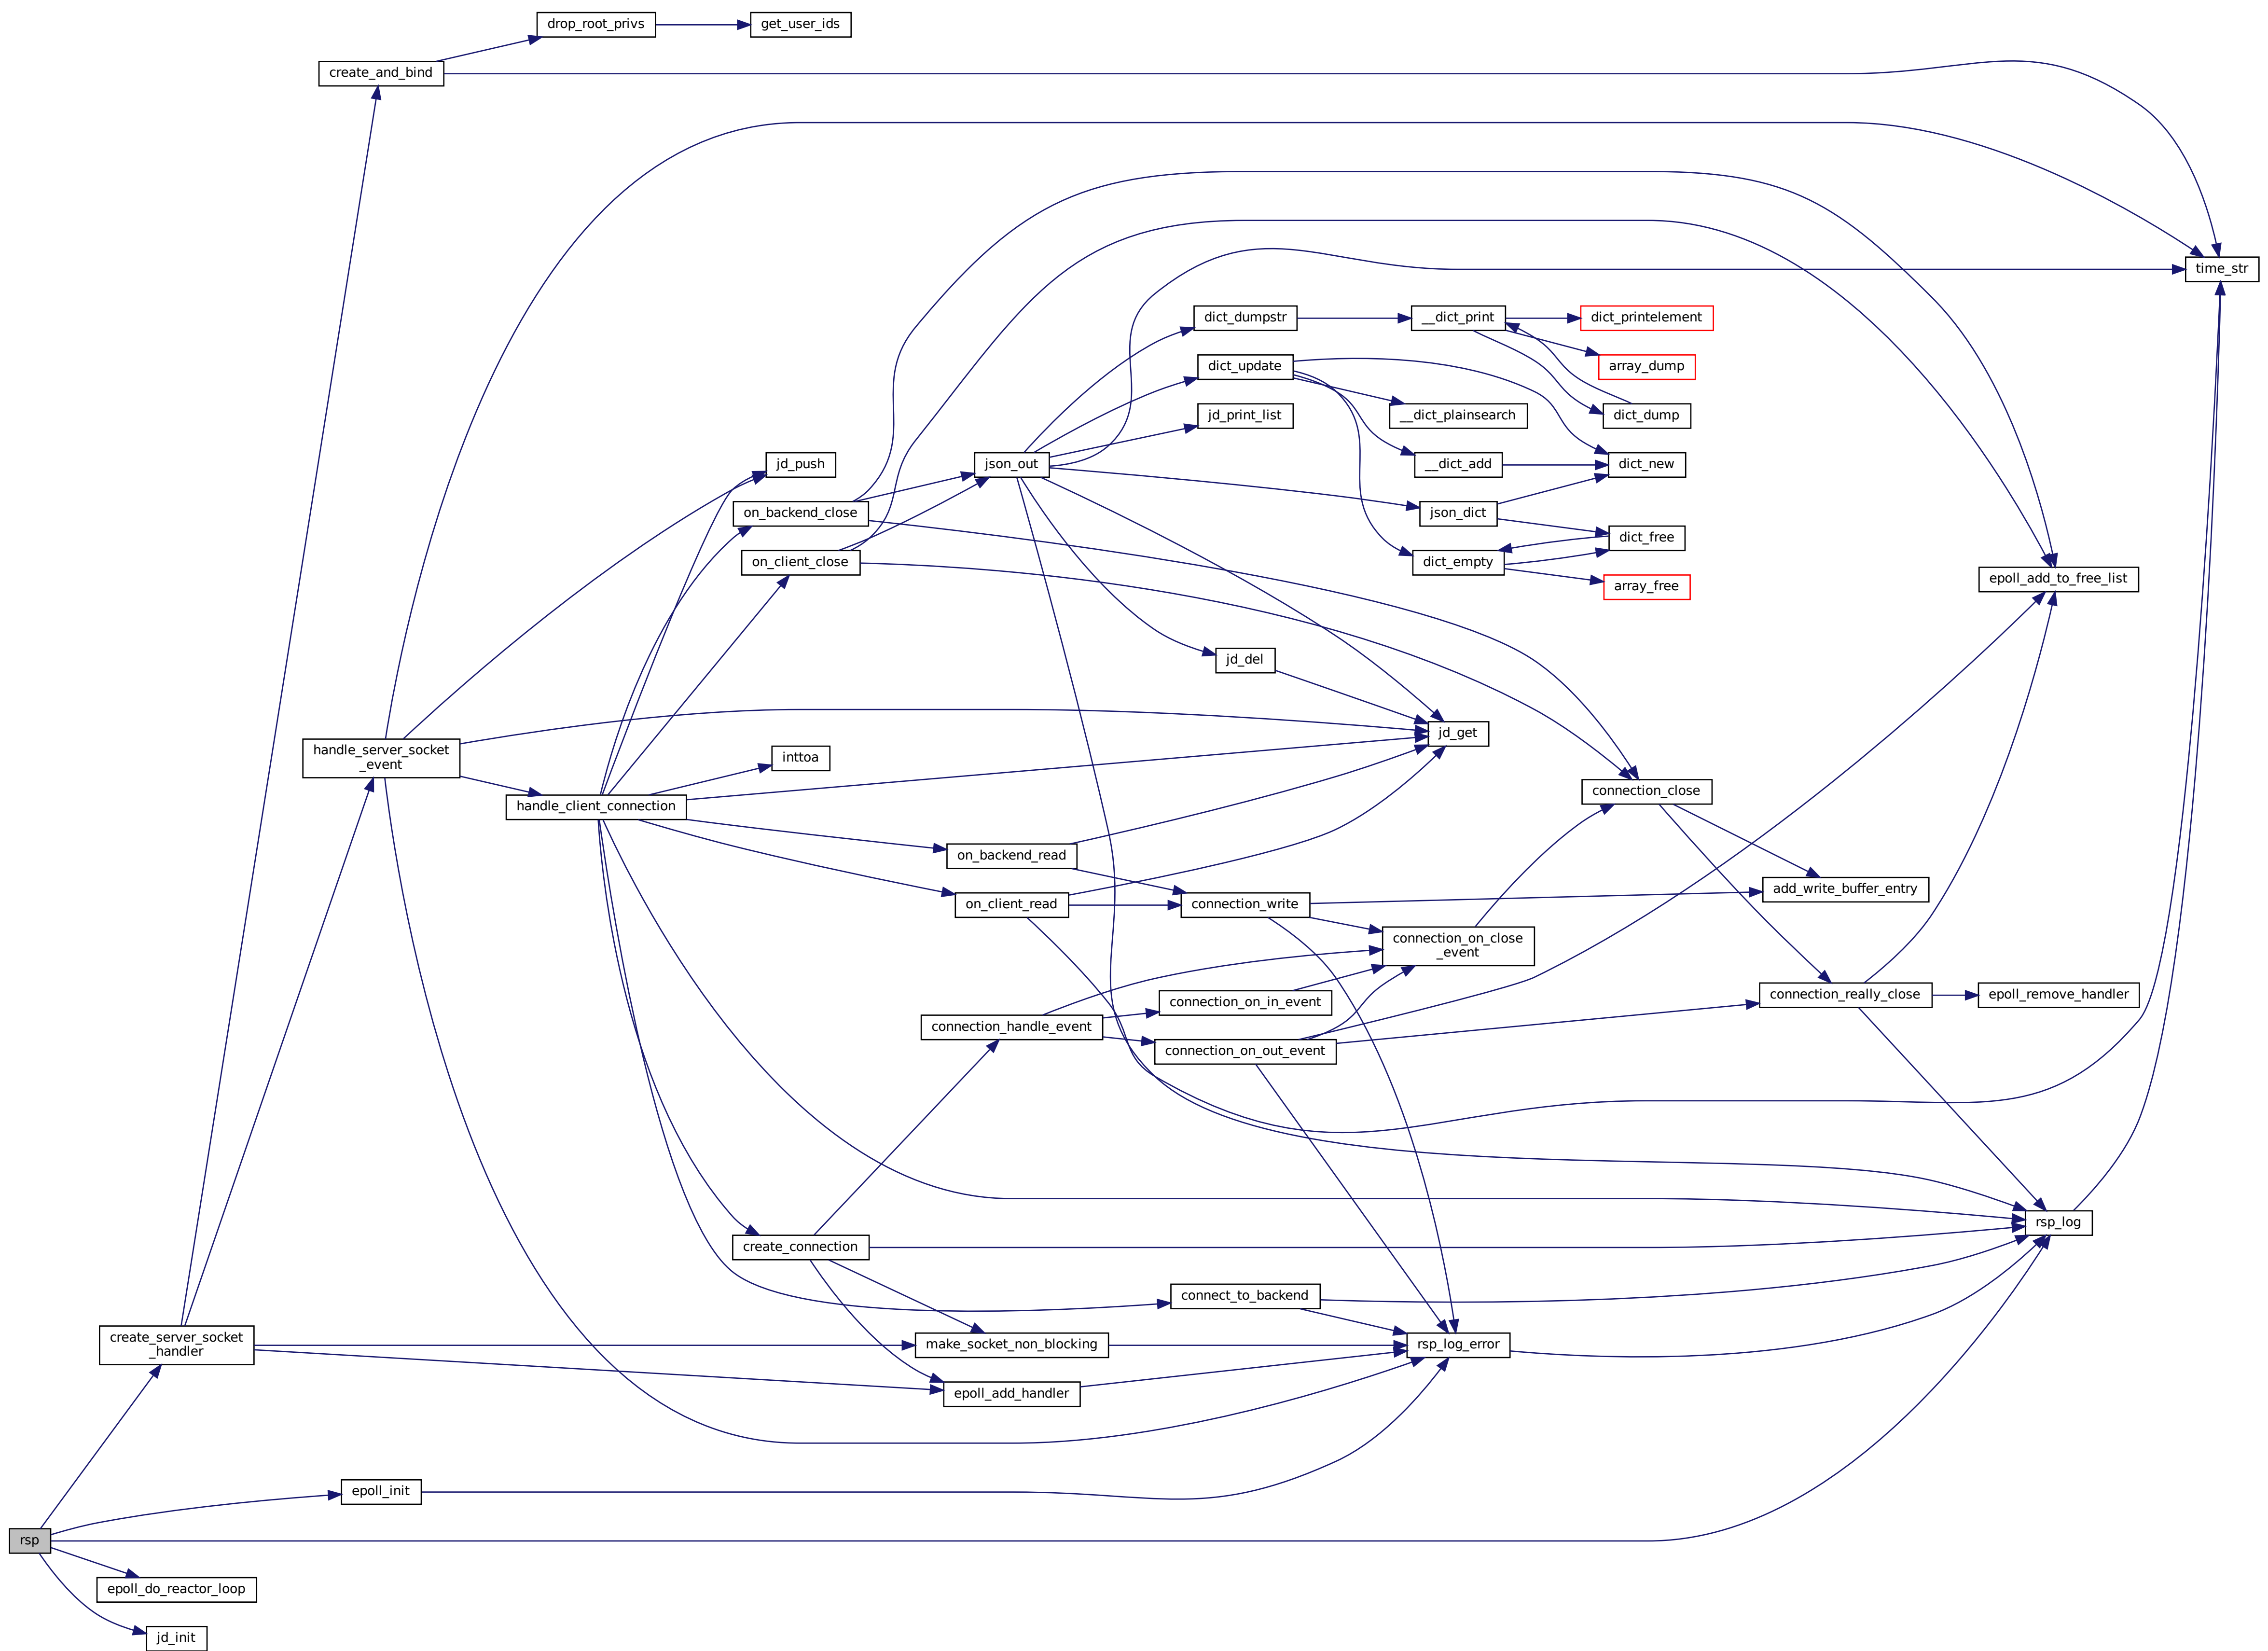 drop_root_privs
get_user_ids
create_and_bind
time_str
dict_dumpstr
__dict_print
dict_printelement
dict_update
array_dump
jd_print_list
__dict_plainsearch
dict_dump
jd_push
json_out
__dict_add
dict_new
on_backend_close
json_dict
dict_free
on_client_close
dict_empty
array_free
epoll_add_to_free_list
jd_del
jd_get
handle_server_socket
_event
inttoa
connection_close
handle_client_connection
on_backend_read
add_write_buffer_entry
on_client_read
connection_write
connection_on_close
_event
connection_really_close
epoll_remove_handler
connection_on_in_event
connection_handle_event
connection_on_out_event
rsp_log
create_connection
connect_to_backend
create_server_socket
_handler
make_socket_non_blocking
rsp_log_error
epoll_add_handler
epoll_init
rsp
epoll_do_reactor_loop
jd_init